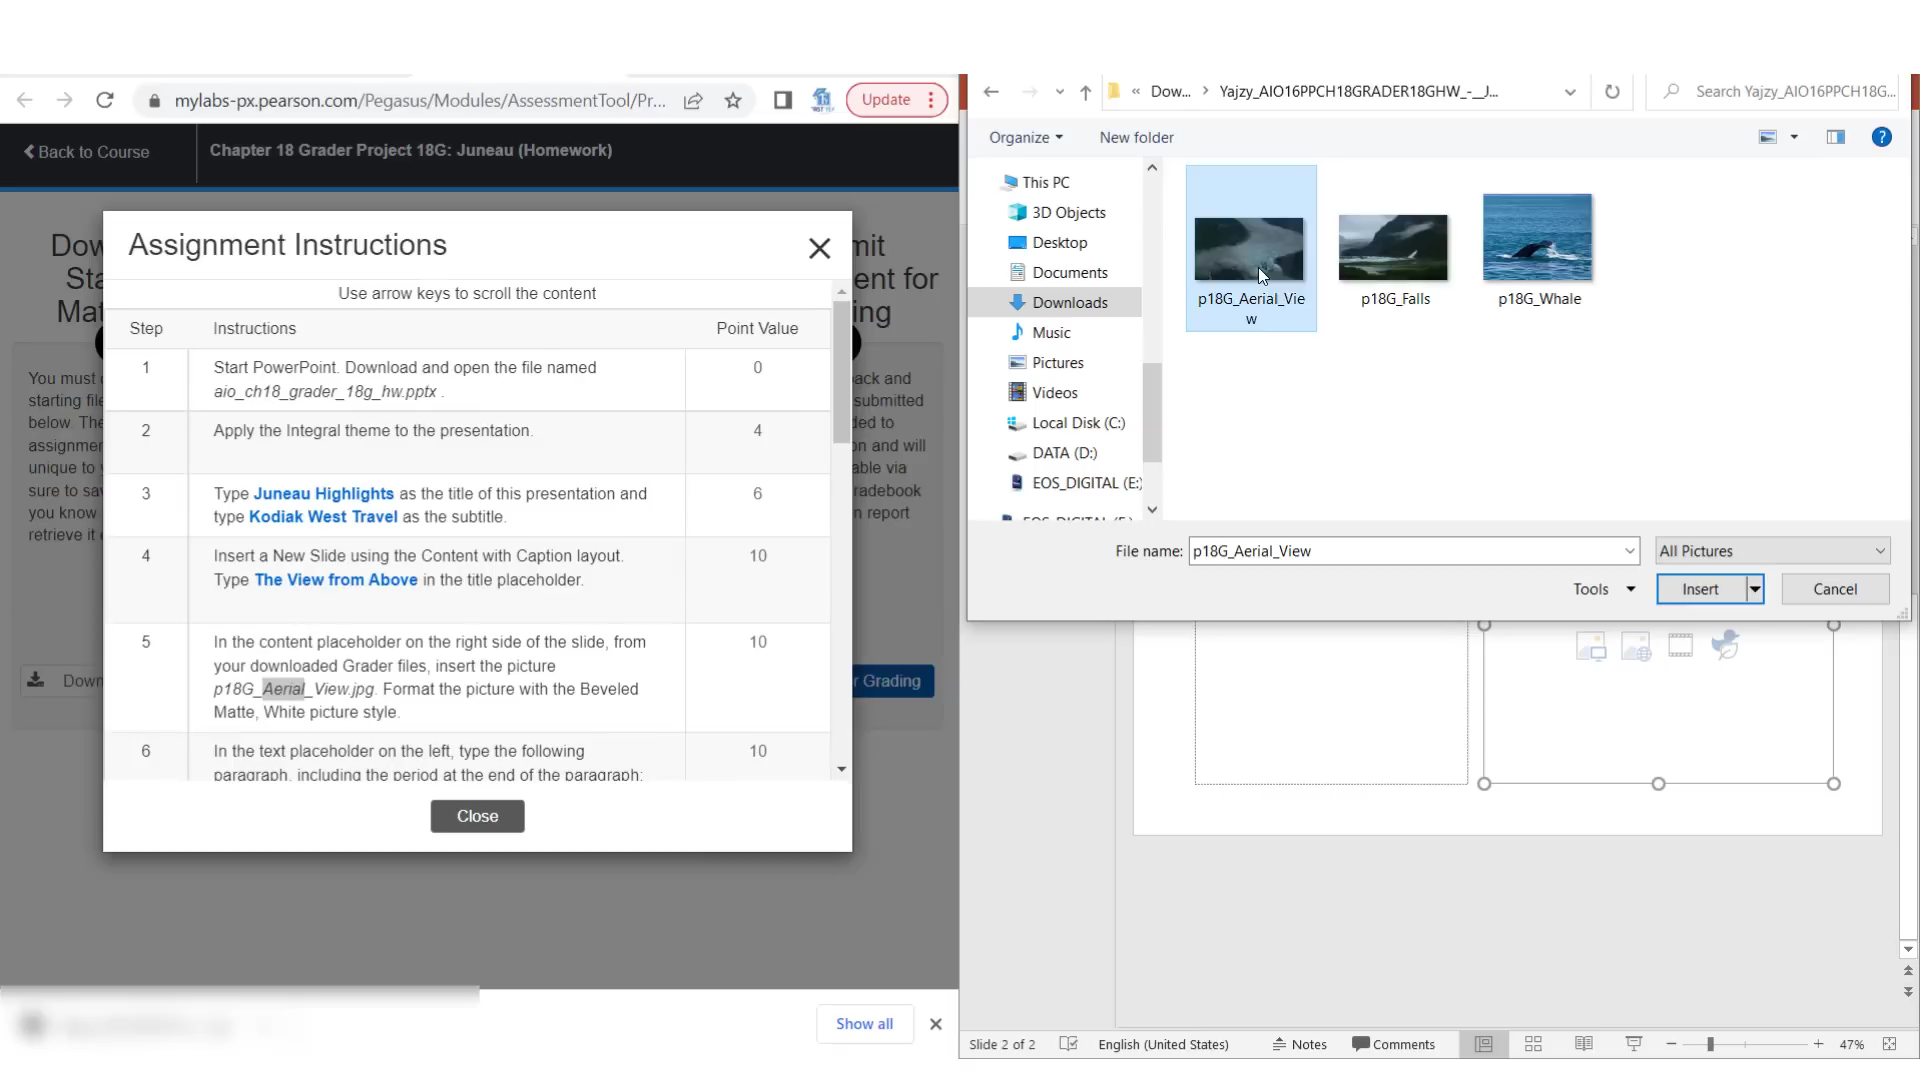 mylabs-px.pearson.com/Pegasus/Modules/AssessmentTool/Pr...
Update
Back to Course
Chapter 18 Grader Project 18G: Juneau (Homework)
Assignment Instructions
Use arrow keys to scroll the content
Step Instructions Point Value
1 Start PowerPoint. Download and open the file named 0
aio_ch18_grader_18g_hw.pptx .
2 Apply the Integral theme to the presentation. 4
3 Type Juneau Highlights as the title of this presentation and 6
type Kodiak West Travel as the subtitle.
4 Insert a New Slide using the Content with Caption layout. 10
Type The View from Above in the title placeholder.
5 In the content placeholder on the right side of the slide, from 10
your downloaded Grader files, insert the picture
p18G_Aerial_View.jpg. Format the picture with the Beveled
Matte, White picture style.
6 In the text placeholder on the left, type the following 10
paragraph, including the period at the end of the paragraph:
Close
You must
starting file
below. The
assignmen
unique to y
sure to sav
you know
retrieve it
ack and
submitted
ded to
on and will
able via
radebook
n report
Down
r Grading
Show all
« Dow... › Yajzy_AIO16PPCH18GRADER18GHW_-__J...
Search Yajzy_AIO16PPCH18G...
Organize New folder
This PC
3D Objects
Desktop
Documents
Downloads
Music
Pictures
Videos
Local Disk (C:)
DATA (D:)
EOS_DIGITAL (E:)
p18G_Aerial_Vie
w
p18G_Falls
p18G_Whale
File name: p18G_Aerial_View All Pictures
Tools Insert Cancel
Slide 2 of 2 English (United States) Notes Comments 47%